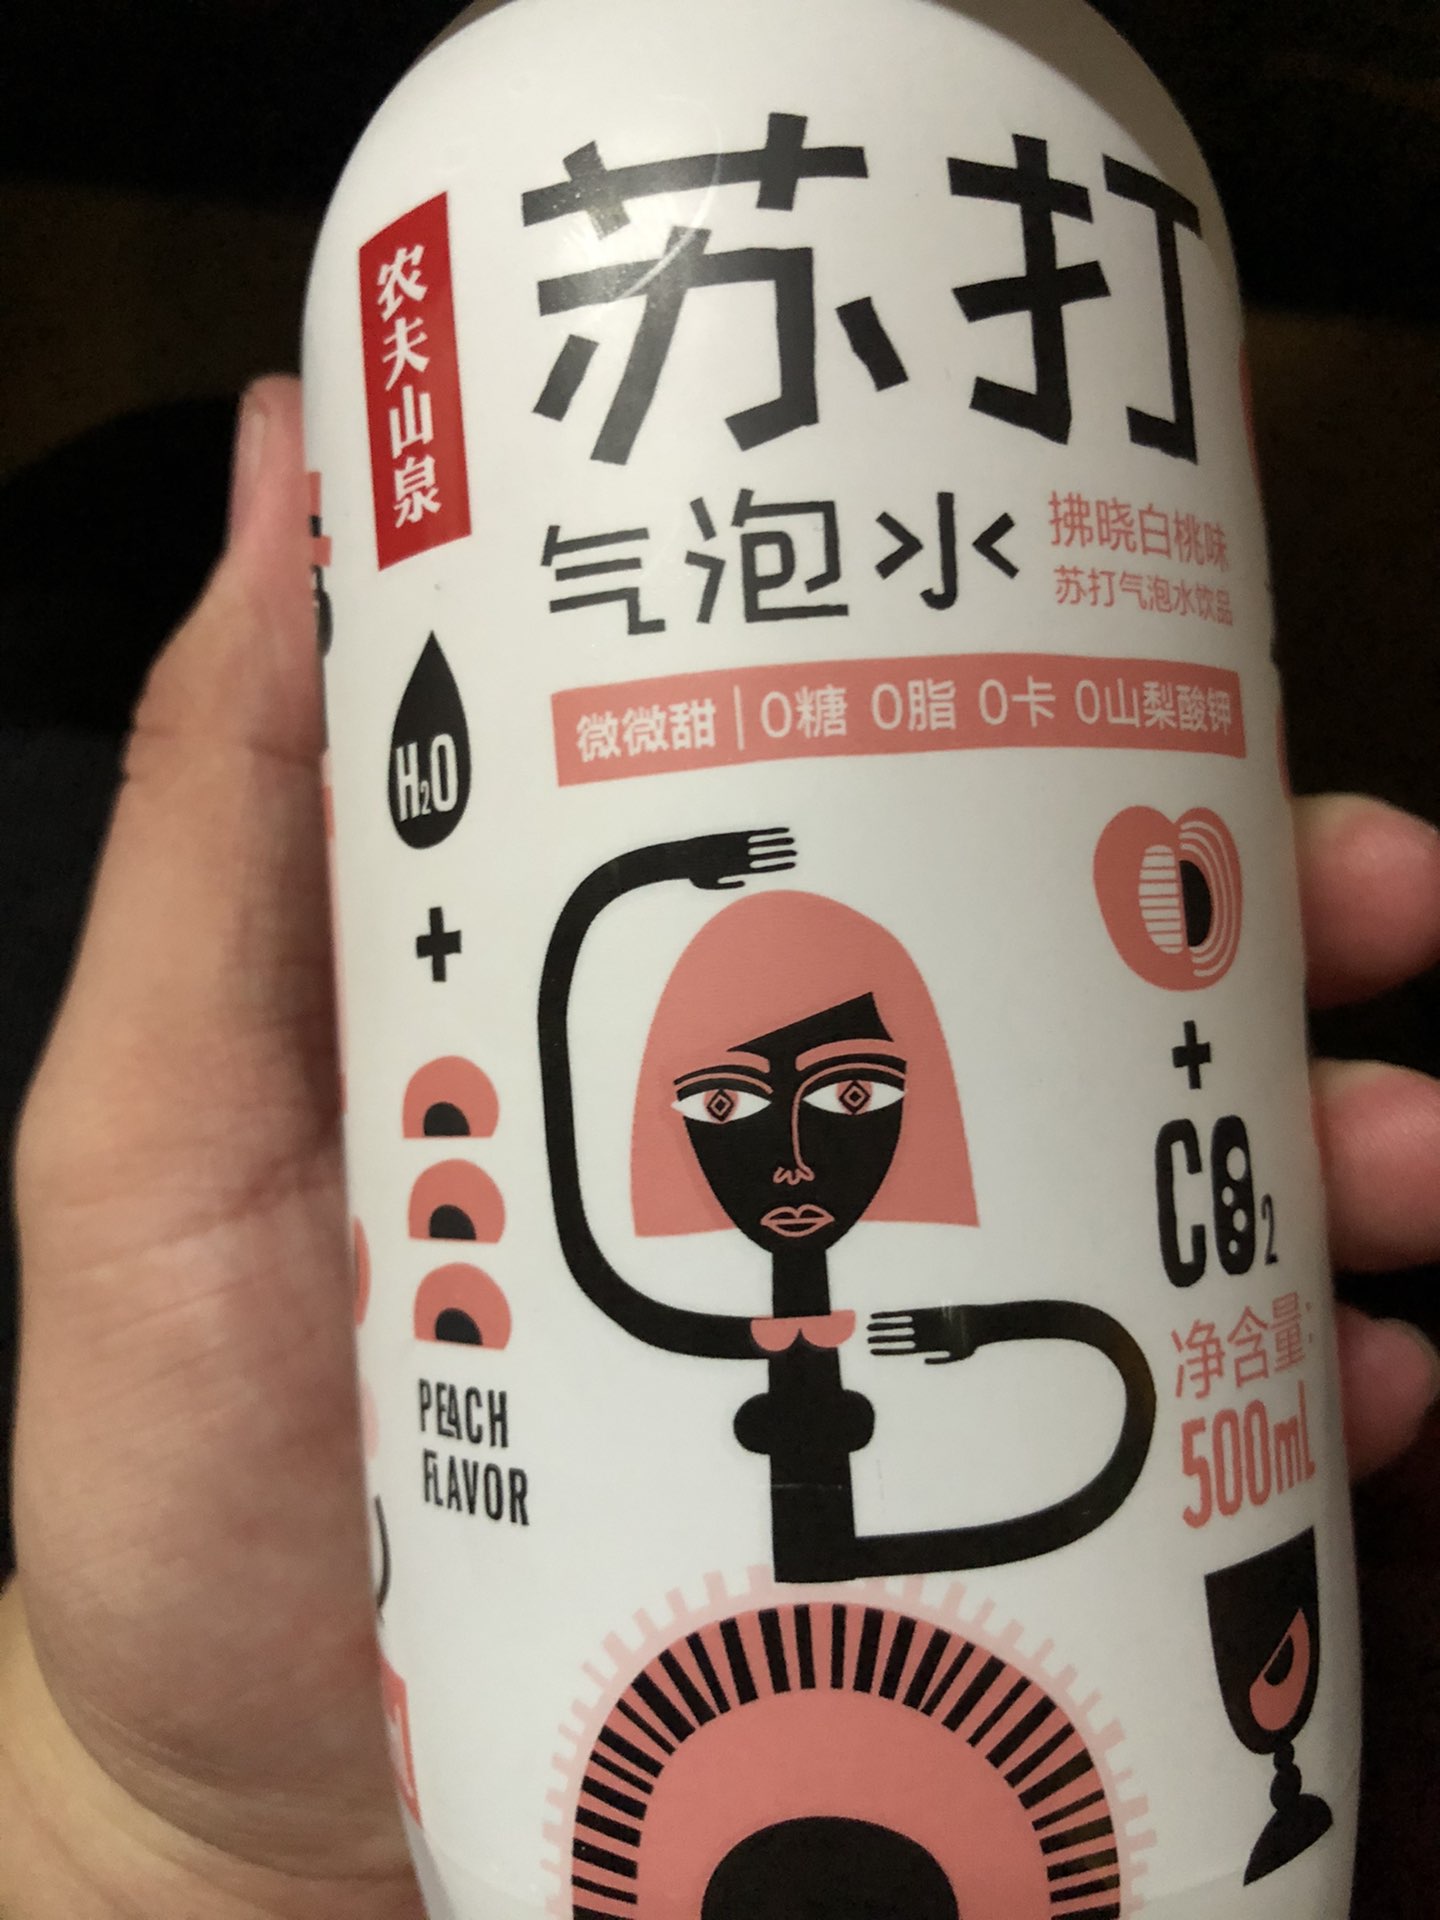 农夫山泉
苏打
气泡水
拂晓白桃味
苏打气泡水饮品
微微甜|0糖 0脂 0卡 0山梨酸钾
H₂O
+
PEACH
FLAVOR
+
CO₂
净含量:
500mL